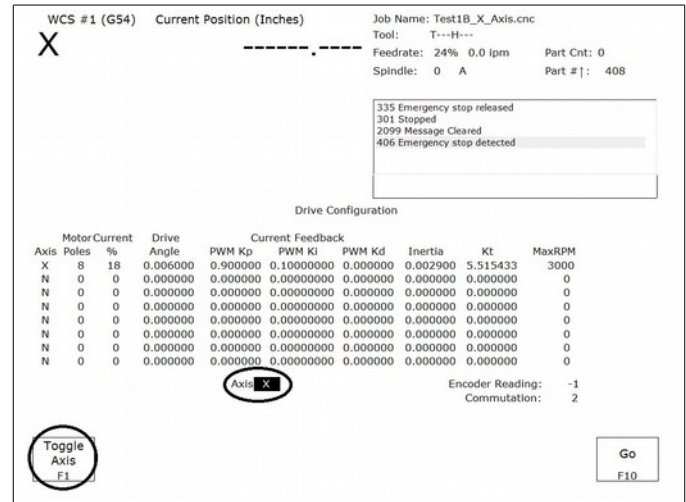 WCS #1 (G54) Current Position (Inches)
X ------.----
Job Name: Test1B_X_Axis.cnc
Tool: T---H---
Feedrate: 24% 0.0 ipm Part Cnt: 0
Spindle: 0 A Part #↑: 408
335 Emergency stop released
301 Stopped
2099 Message Cleared
406 Emergency stop detected
Drive Configuration
Motor Current Drive Current Feedback
Axis Poles % Angle PWM Kp PWM Ki PWM Kd Inertia Kt MaxRPM
X 8 18 0.006000 0.900000 0.10000000 0.000000 0.002900 5.515433 3000
N 0 0 0.000000 0.000000 0.00000000 0.000000 0.000000 0.000000 0
N 0 0 0.000000 0.000000 0.00000000 0.000000 0.000000 0.000000 0
N 0 0 0.000000 0.000000 0.00000000 0.000000 0.000000 0.000000 0
N 0 0 0.000000 0.000000 0.00000000 0.000000 0.000000 0.000000 0
N 0 0 0.000000 0.000000 0.00000000 0.000000 0.000000 0.000000 0
N 0 0 0.000000 0.000000 0.00000000 0.000000 0.000000 0.000000 0
N 0 0 0.000000 0.000000 0.00000000 0.000000 0.000000 0.000000 0
Axis X Encoder Reading: -1
Commutation: 2
Toggle
Axis
F1
Go
F10